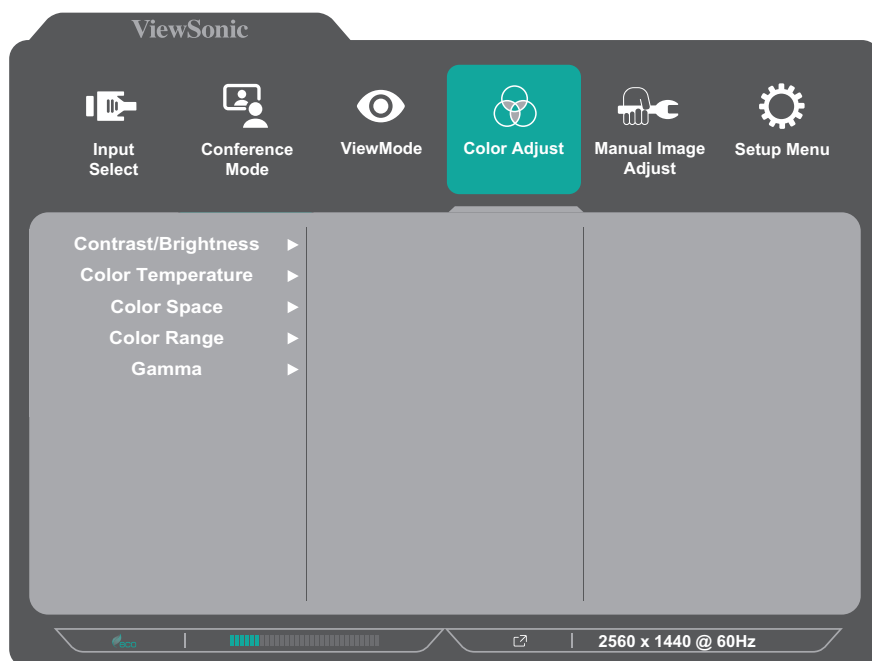 ViewSonic
Input
Select
Conference
Mode
ViewMode
Color Adjust
Manual Image
Adjust
Setup Menu
Contrast/Brightness
Color Temperature
Color Space
Color Range
Gamma
eco
2560 x 1440 @ 60Hz